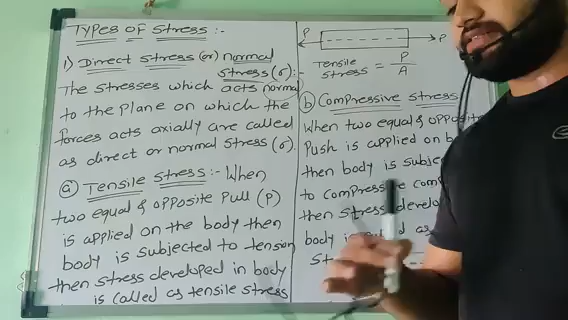 Types of Stress :-
1) Direct Stress (or) normal
stress (σ) :-
The stresses which acts normal
to the plane on which the
forces acts axially are called
as direct or normal stress (σ).
(a) Tensile stress :- When
two equal & opposite pull (P)
is applied on the body then
body is subjected to tension
then stress developed in body
is called as tensile stress
P P
Tensile stress = P/A
(b) Compressive stress
When two equal & opposite
Push is applied on
then body is
to compressive
then stress
body is as